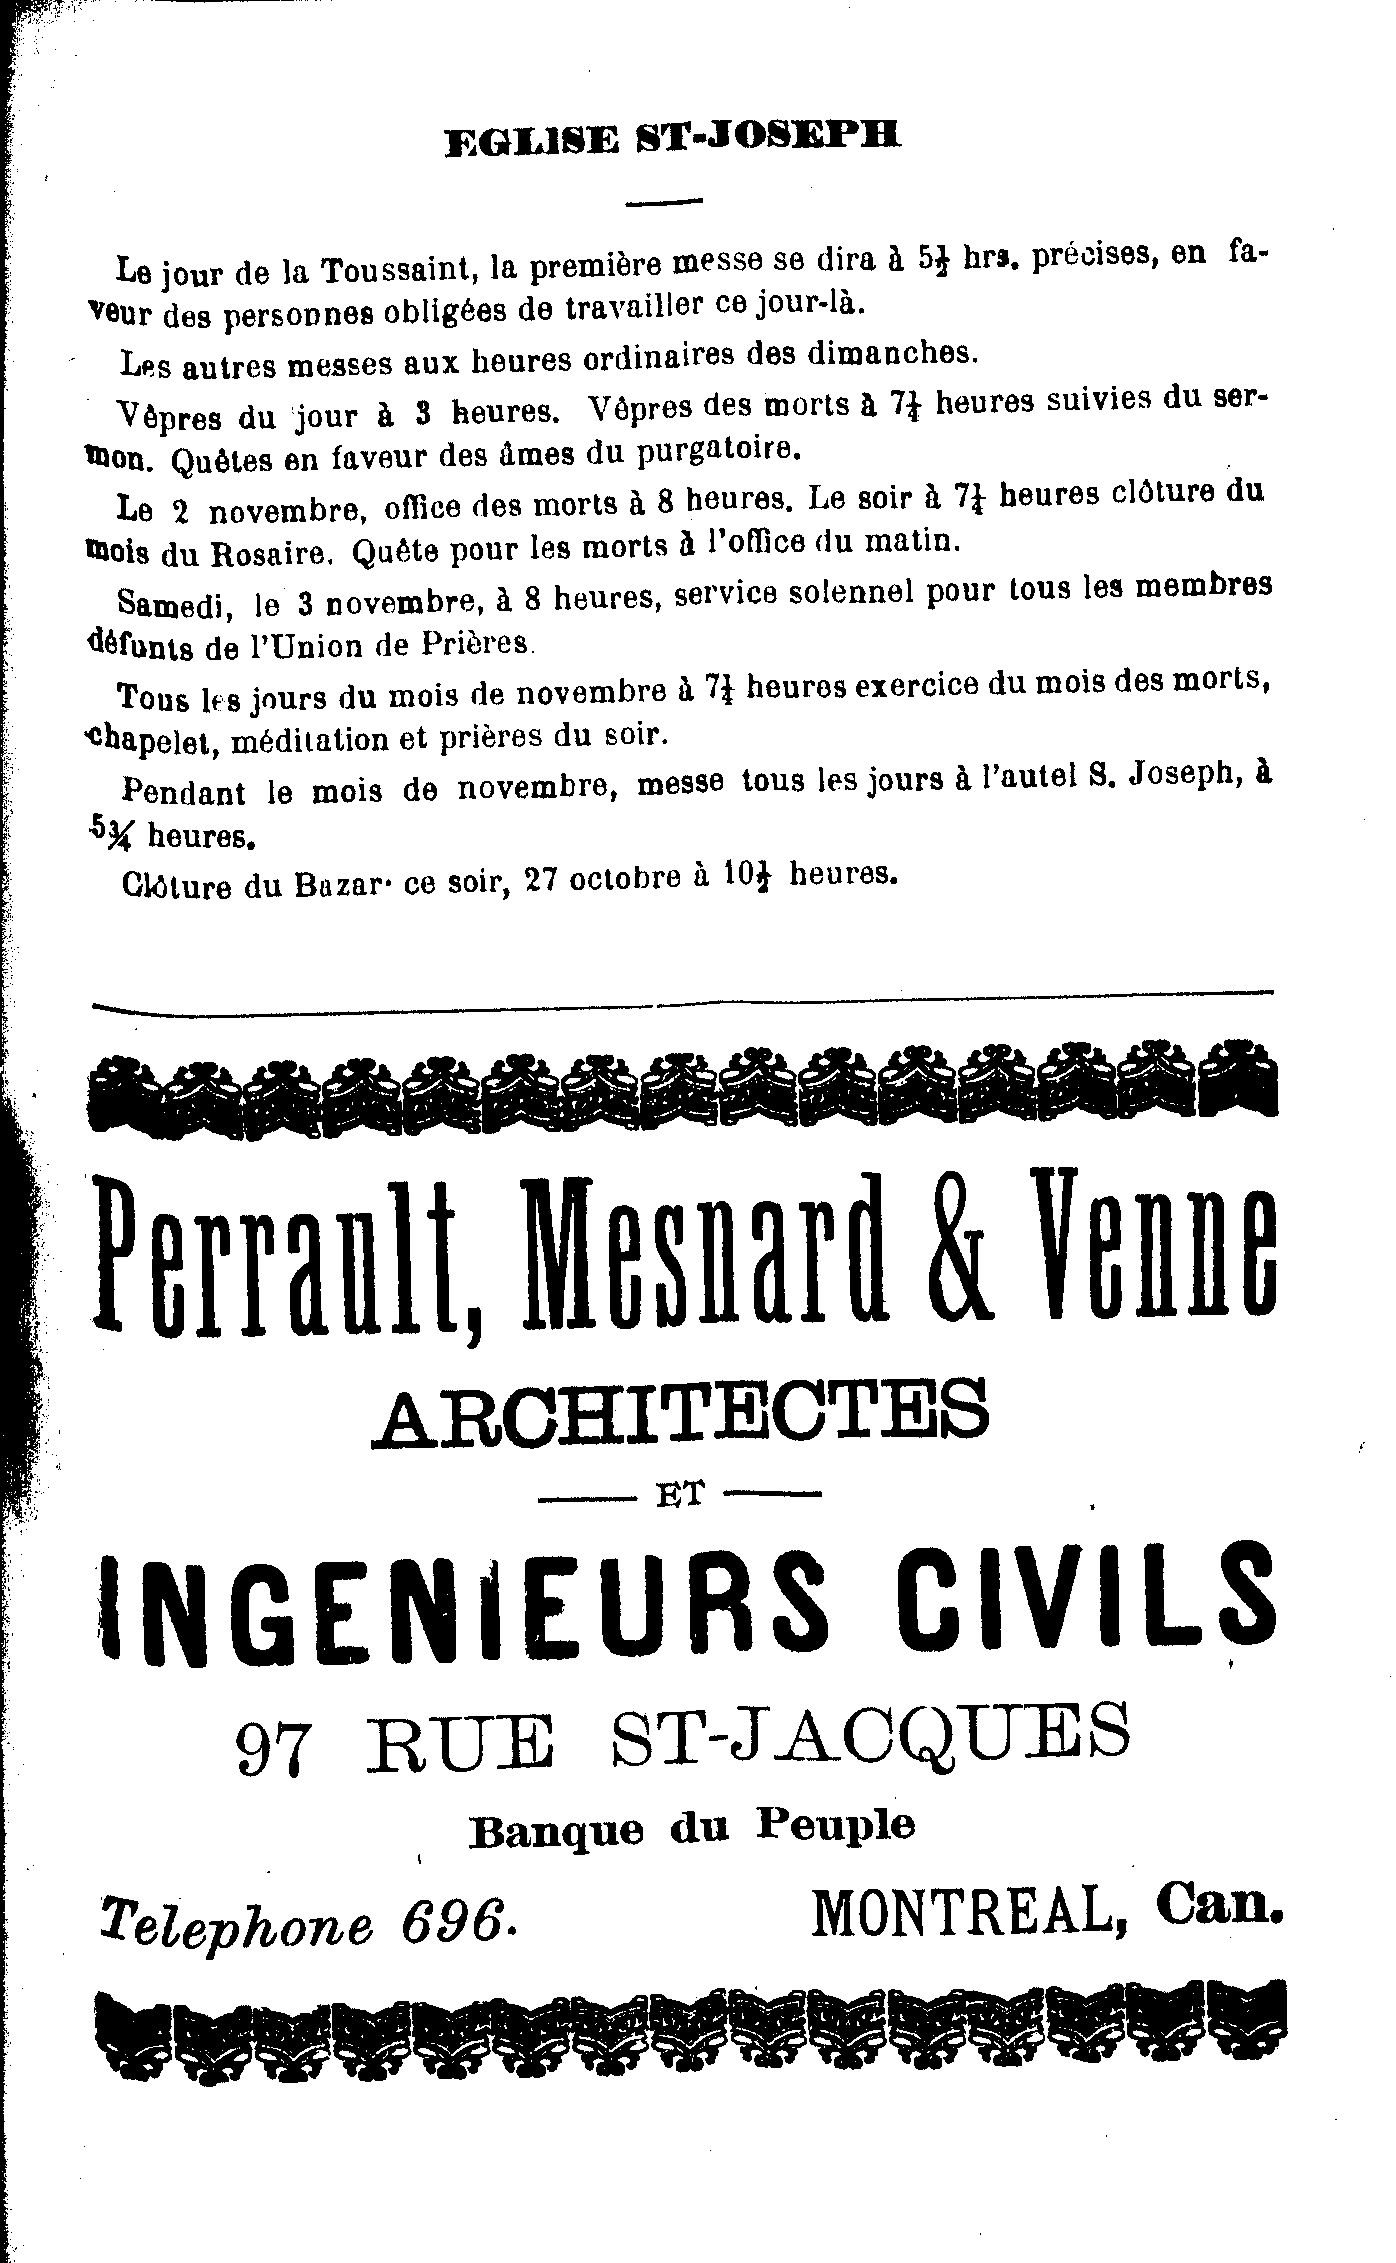 EGLISE ST-JOSEPH
Le jour de la Toussaint, la première messe se dira à 5½ hrs. précises, en fa-
veur des personnes obligées de travailler ce jour-là.
Les autres messes aux heures ordinaires des dimanches.
Vêpres du jour à 3 heures. Vêpres des morts à 7¼ heures suivies du ser-
mon. Quêtes en faveur des âmes du purgatoire.
Le 2 novembre, office des morts à 8 heures. Le soir à 7¼ heures clôture du
mois du Rosaire. Quête pour les morts à l'office du matin.
Samedi, le 3 novembre, à 8 heures, service solennel pour tous les membres
défunts de l'Union de Prières.
Tous les jours du mois de novembre à 7¼ heures exercice du mois des morts,
chapelet, méditation et prières du soir.
Pendant le mois de novembre, messe tous les jours à l'autel S. Joseph, à
5¾ heures.
Clôture du Bazar ce soir, 27 octobre à 10½ heures.
Perrault, Mesnard & Venne
ARCHITECTES
ET
INGENIEURS CIVILS
97 RUE ST-JACQUES
Banque du Peuple
Telephone 696. MONTREAL, Can.